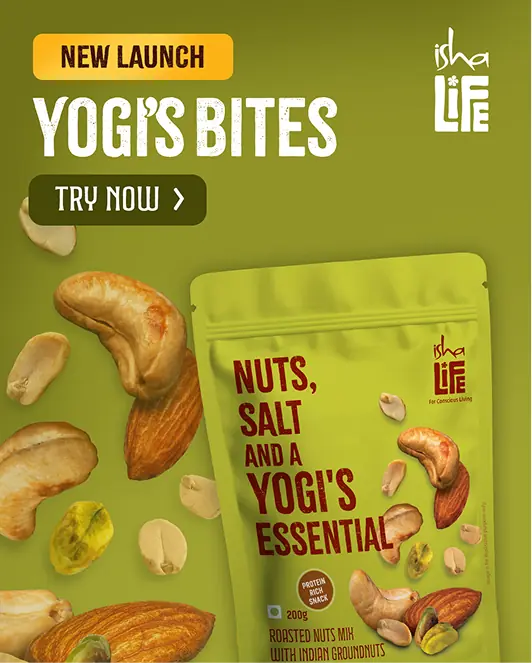 NEW LAUNCH
isha
LIFE
YOGI'S BITES
TRY NOW >
isha
LIFE
For Conscious Living
NUTS,
SALT
AND A
YOGI'S
ESSENTIAL
PROTEIN
RICH
SNACK
200g
ROASTED NUTS MIX
WITH INDIAN GROUNDNUTS